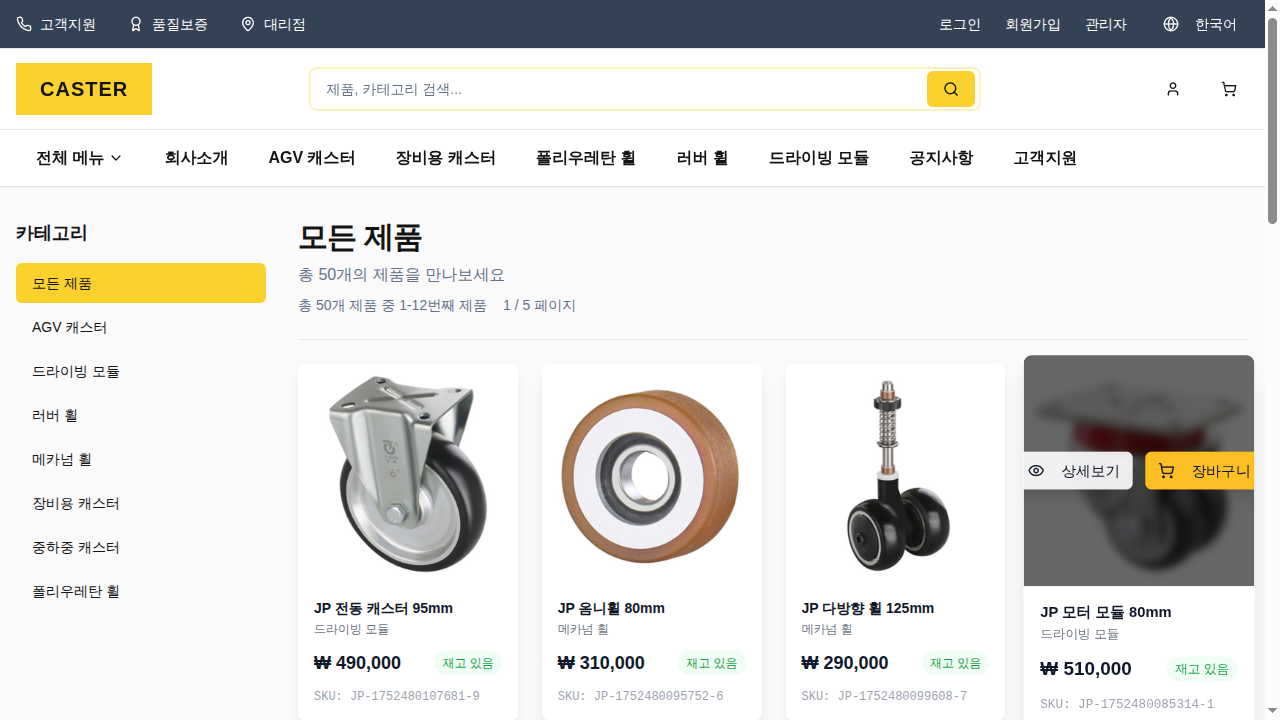 고객지원 품질보증 대리점 로그인 회원가입 관리자 한국어
CASTER 제품, 카테고리 검색...
전체 메뉴 회사소개 AGV 캐스터 장비용 캐스터 폴리우레탄 휠 러버 휠 드라이빙 모듈 공지사항 고객지원
카테고리
모든 제품
AGV 캐스터
드라이빙 모듈
러버 휠
메카넘 휠
장비용 캐스터
중하중 캐스터
폴리우레탄 휠
모든 제품
총 50개의 제품을 만나보세요
총 50개 제품 중 1-12번째 제품 1 / 5 페이지
JP 전동 캐스터 95mm
드라이빙 모듈
₩ 490,000 재고 있음
SKU: JP-1752480107681-9
JP 옴니휠 80mm
메카넘 휠
₩ 310,000 재고 있음
SKU: JP-1752480095752-6
JP 다방향 휠 125mm
메카넘 휠
₩ 290,000 재고 있음
SKU: JP-1752480099608-7
상세보기 장바구니
JP 모터 모듈 80mm
드라이빙 모듈
₩ 510,000 재고 있음
SKU: JP-1752480085314-1